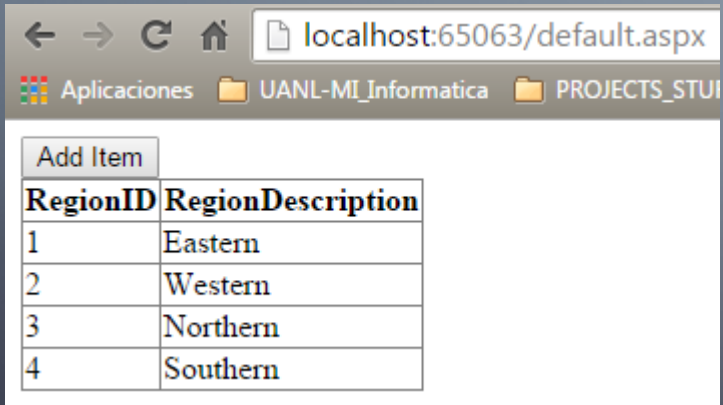 localhost:65063/default.aspx
Aplicaciones UANL-MI_Informatica PROJECTS_STUF
Add Item
RegionID RegionDescription
1 Eastern
2 Western
3 Northern
4 Southern